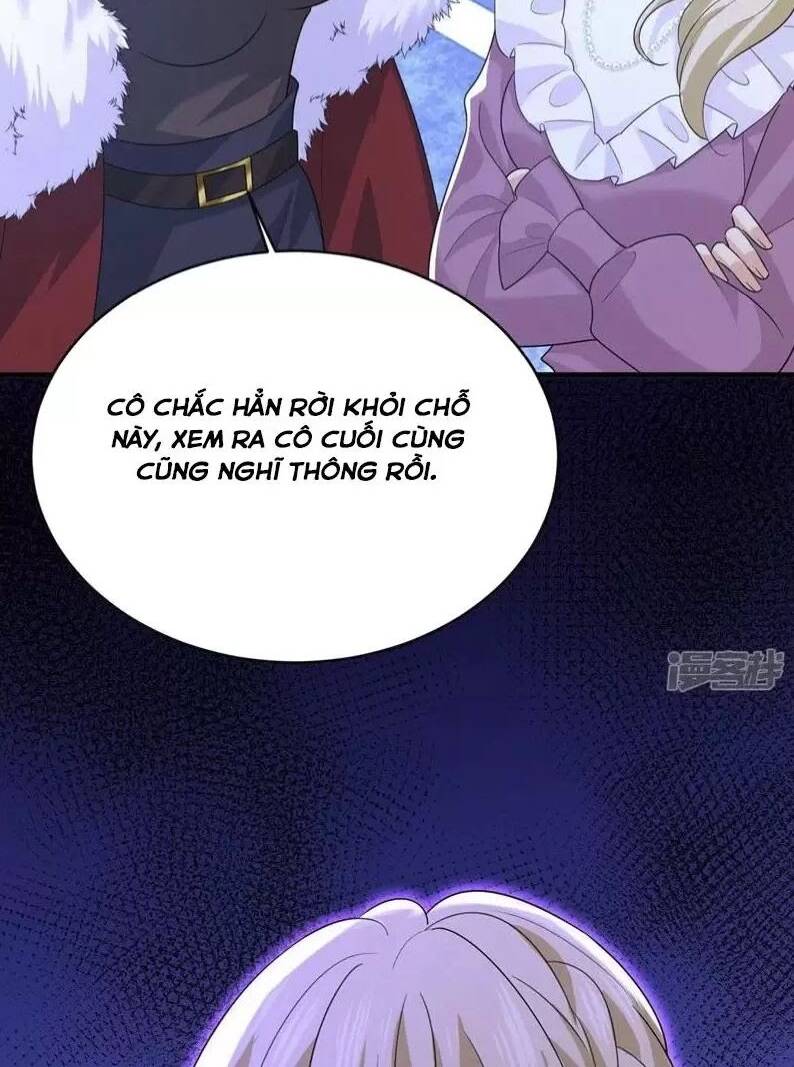 CÔ CHẮC HẲN RỜI KHỎI CHỖ
NÀY, XEM RA CÔ CUỐI CÙNG
CŨNG NGHĨ THÔNG RỒI.
漫客栈